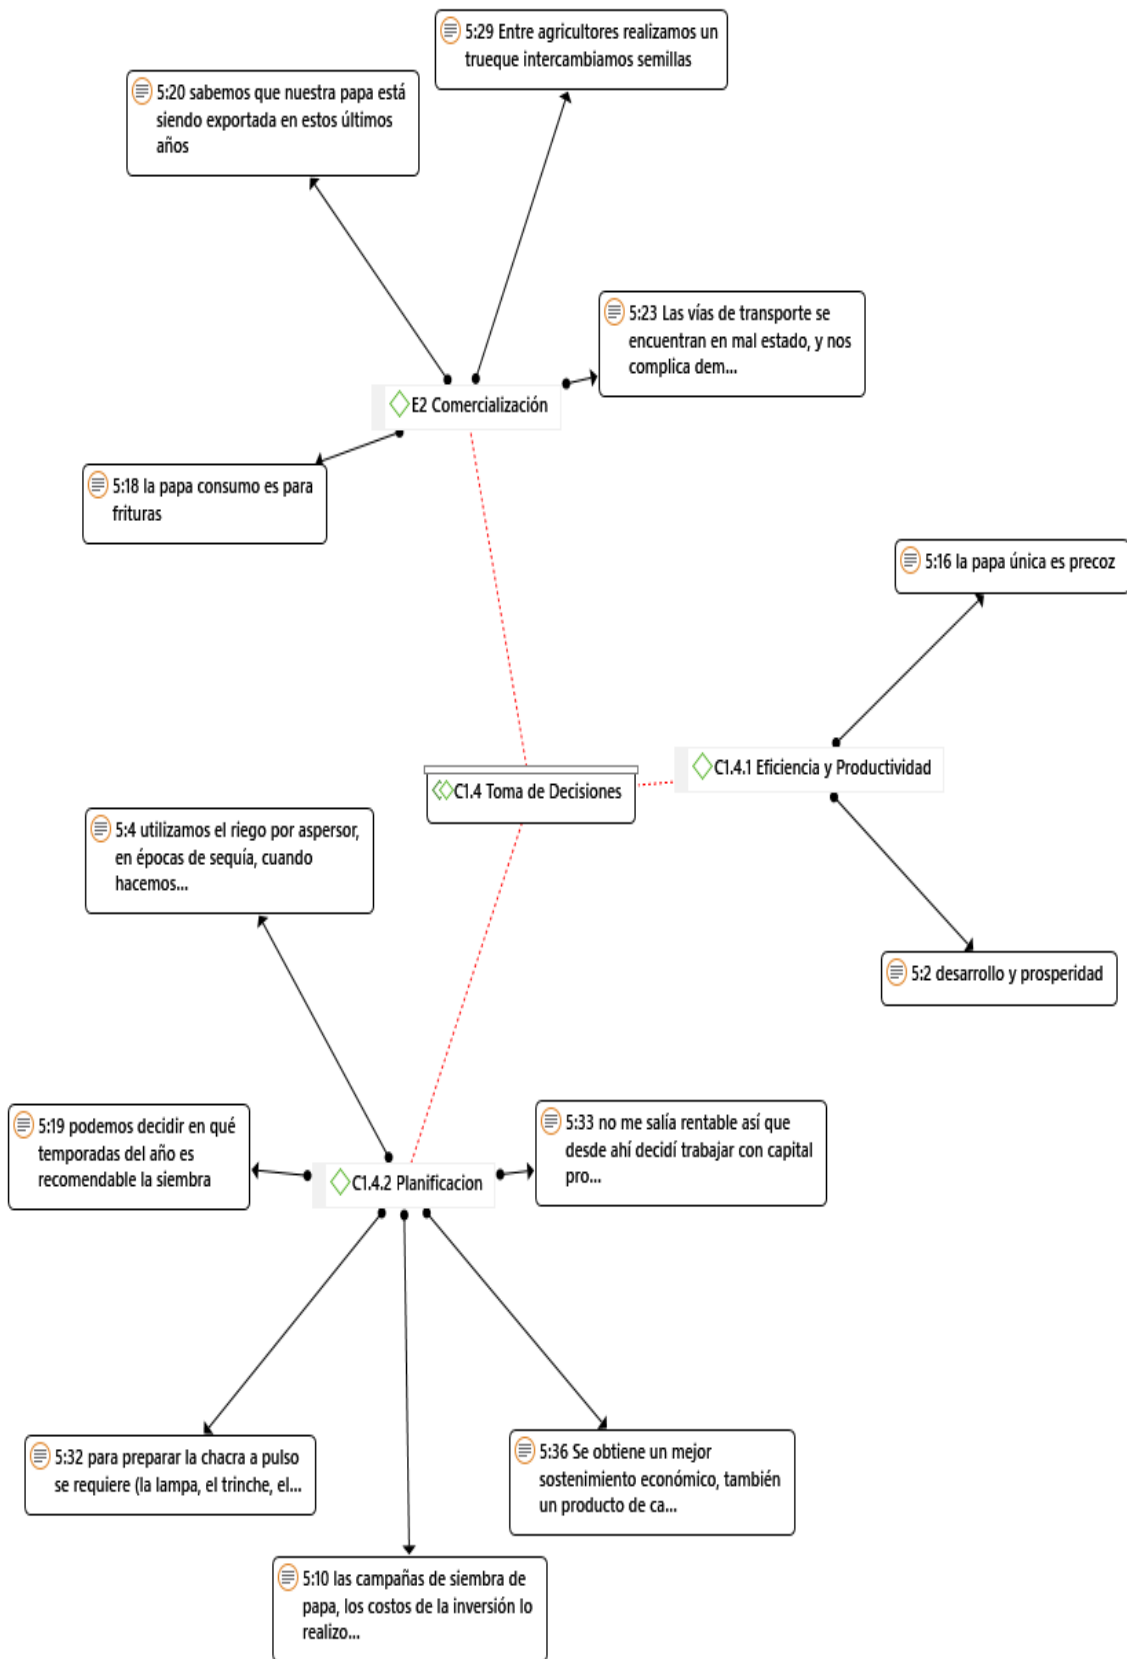 5:29 Entre agricultores realizamos un
trueque intercambiamos semillas
5:20 sabemos que nuestra papa está
siendo exportada en estos últimos
años
5:23 Las vías de transporte se
encuentran en mal estado, y nos
complica dem...
E2 Comercialización
5:18 la papa consumo es para
frituras
5:16 la papa única es precoz
C1.4.1 Eficiencia y Productividad
C1.4 Toma de Decisiones
5:4 utilizamos el riego por aspersor,
en épocas de sequía, cuando
hacemos...
5:2 desarrollo y prosperidad
5:19 podemos decidir en qué
temporadas del año es
recomendable la siembra
5:33 no me salía rentable así que
desde ahí decidí trabajar con capital
pro...
C1.4.2 Planificacion
5:32 para preparar la chacra a pulso
se requiere (la lampa, el trinche, el...
5:36 Se obtiene un mejor
sostenimiento económico, también
un producto de ca...
5:10 las campañas de siembra de
papa, los costos de la inversión lo
realizo...